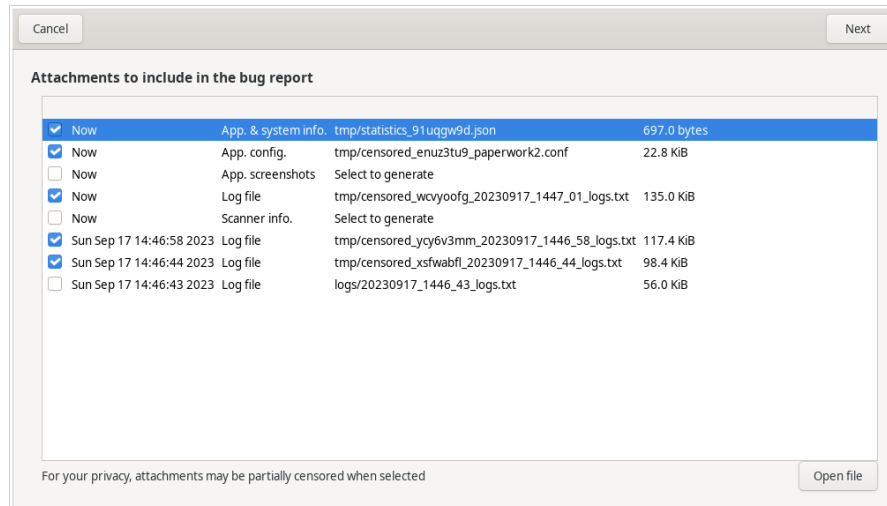 Cancel Next
Attachments to include in the bug report
Now App. & system info. tmp/statistics_91uqgw9d.json 697.0 bytes
Now App. config. tmp/censored_enuz3tu9_paperwork2.conf 22.8 KiB
Now App. screenshots Select to generate
Now Log file tmp/censored_wcvyoofg_20230917_1447_01_logs.txt 135.0 KiB
Now Scanner info. Select to generate
Sun Sep 17 14:46:58 2023 Log file tmp/censored_ycy6v3mm_20230917_1446_58_logs.txt 117.4 KiB
Sun Sep 17 14:46:44 2023 Log file tmp/censored_xsfwabfl_20230917_1446_44_logs.txt 98.4 KiB
Sun Sep 17 14:46:43 2023 Log file logs/20230917_1446_43_logs.txt 56.0 KiB
For your privacy, attachments may be partially censored when selected Open file